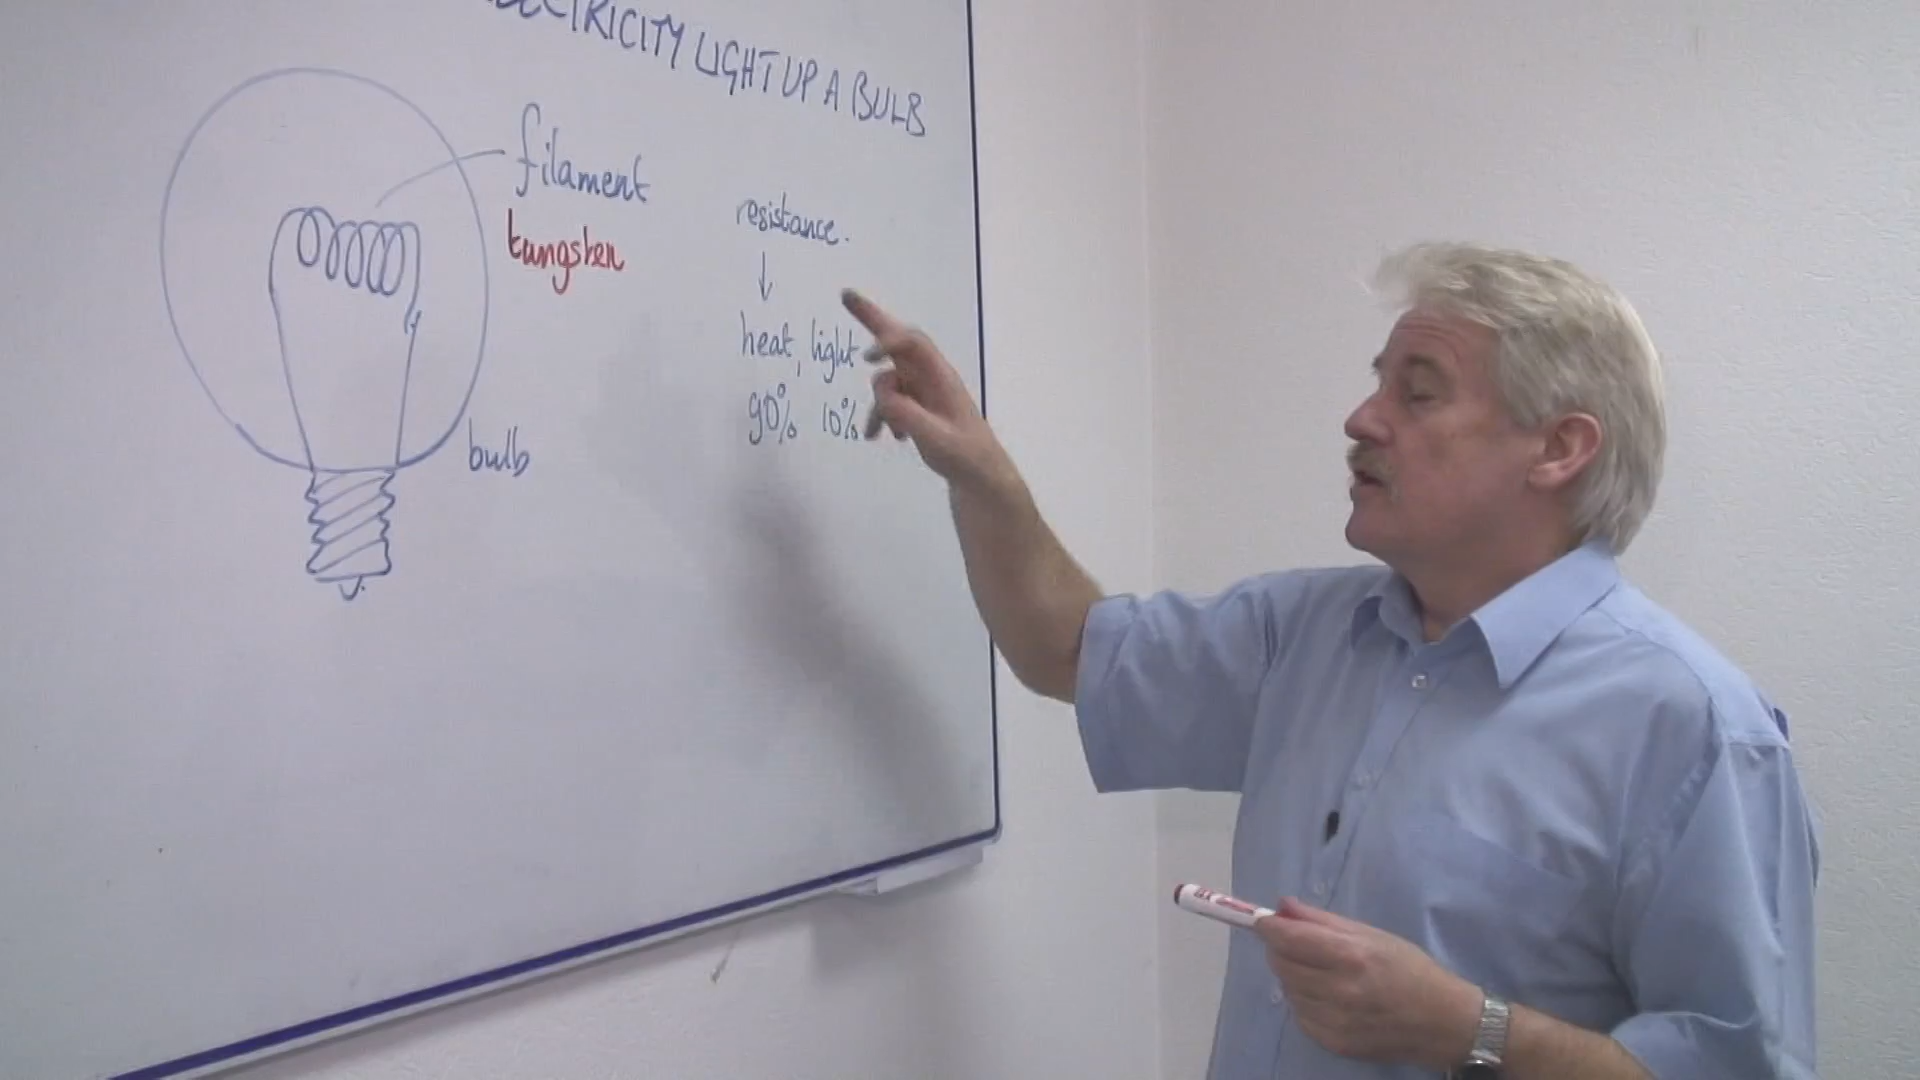 ELECTRICITY LIGHT UP A BULB
filament
tungsten
resistance.
heat, light
90% 10%
bulb